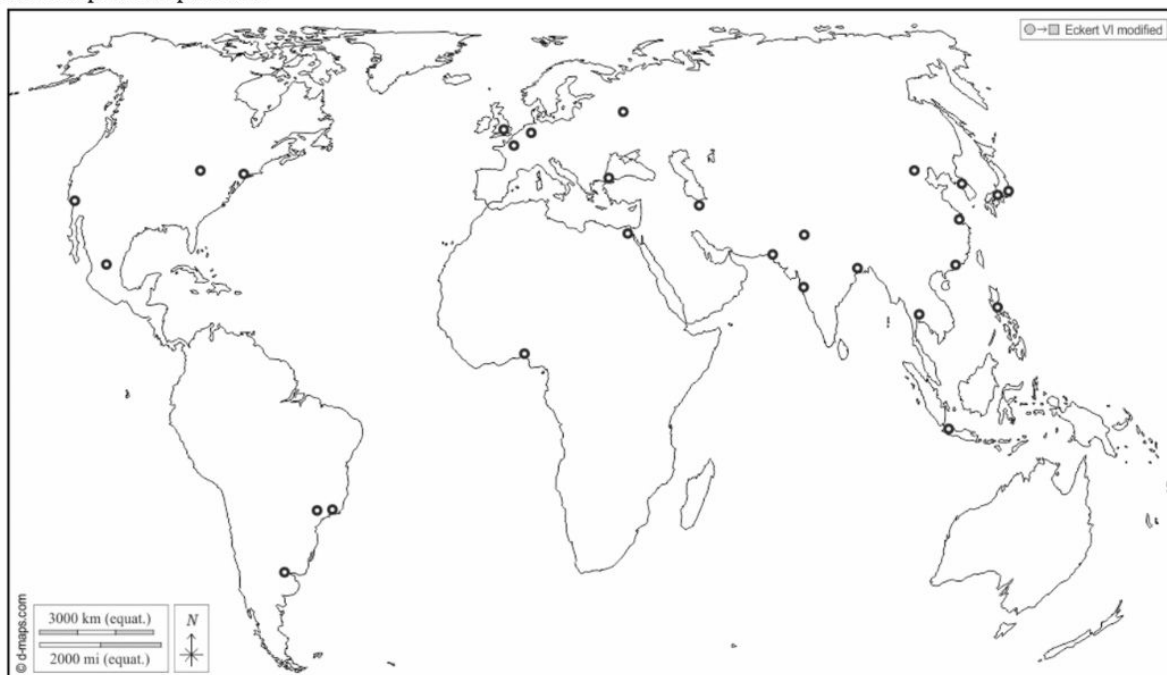 Eckert VI modified
3000 km (equat.)
2000 mi (equat.)
N
© d-maps.com